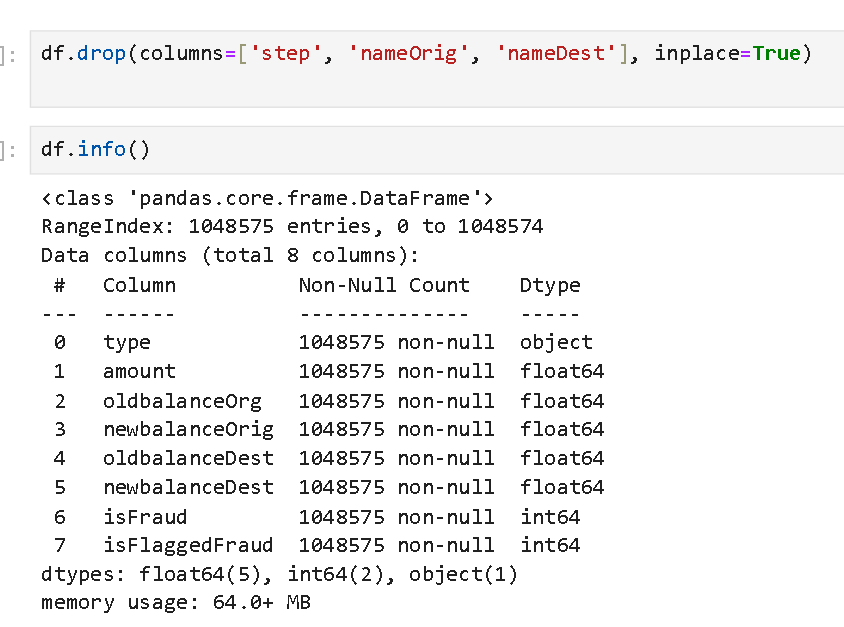 ]: df.drop(columns=['step', 'nameOrig', 'nameDest'], inplace=True)
]: df.info()
<class 'pandas.core.frame.DataFrame'>
RangeIndex: 1048575 entries, 0 to 1048574
Data columns (total 8 columns):
 #   Column          Non-Null Count    Dtype
---  ------          --------------    -----
 0   type            1048575 non-null  object
 1   amount          1048575 non-null  float64
 2   oldbalanceOrg   1048575 non-null  float64
 3   newbalanceOrig  1048575 non-null  float64
 4   oldbalanceDest  1048575 non-null  float64
 5   newbalanceDest  1048575 non-null  float64
 6   isFraud         1048575 non-null  int64
 7   isFlaggedFraud  1048575 non-null  int64
dtypes: float64(5), int64(2), object(1)
memory usage: 64.0+ MB